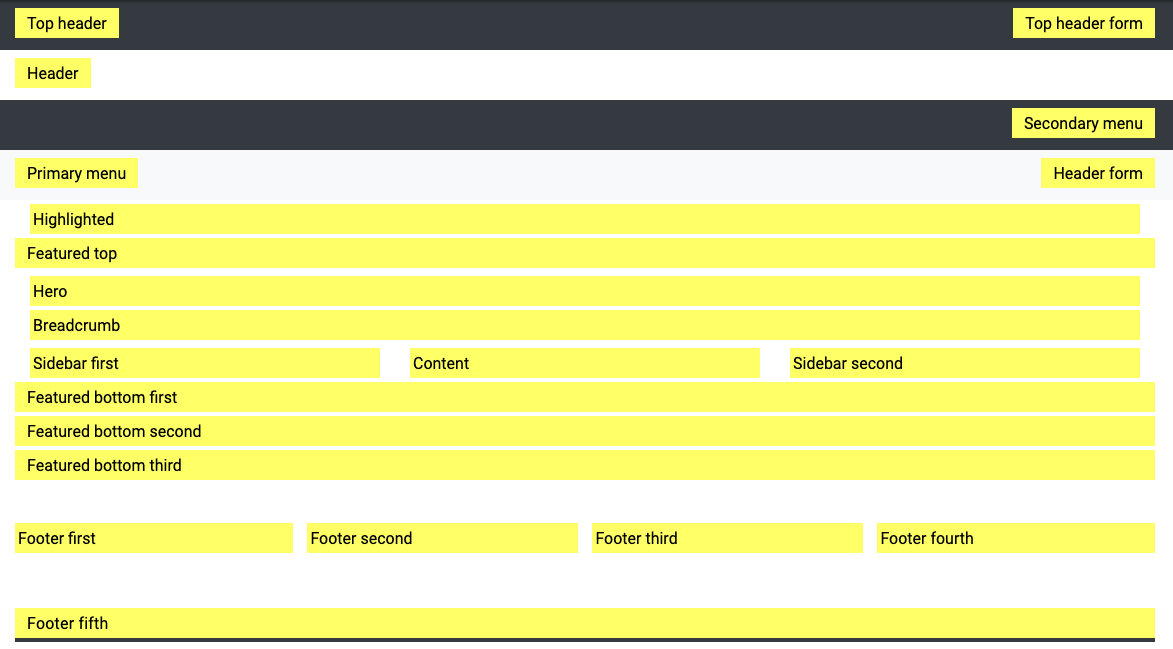 Top header
Top header form
Header
Secondary menu
Primary menu
Header form
Highlighted
Featured top
Hero
Breadcrumb
Sidebar first
Content
Sidebar second
Featured bottom first
Featured bottom second
Featured bottom third
Footer first
Footer second
Footer third
Footer fourth
Footer fifth